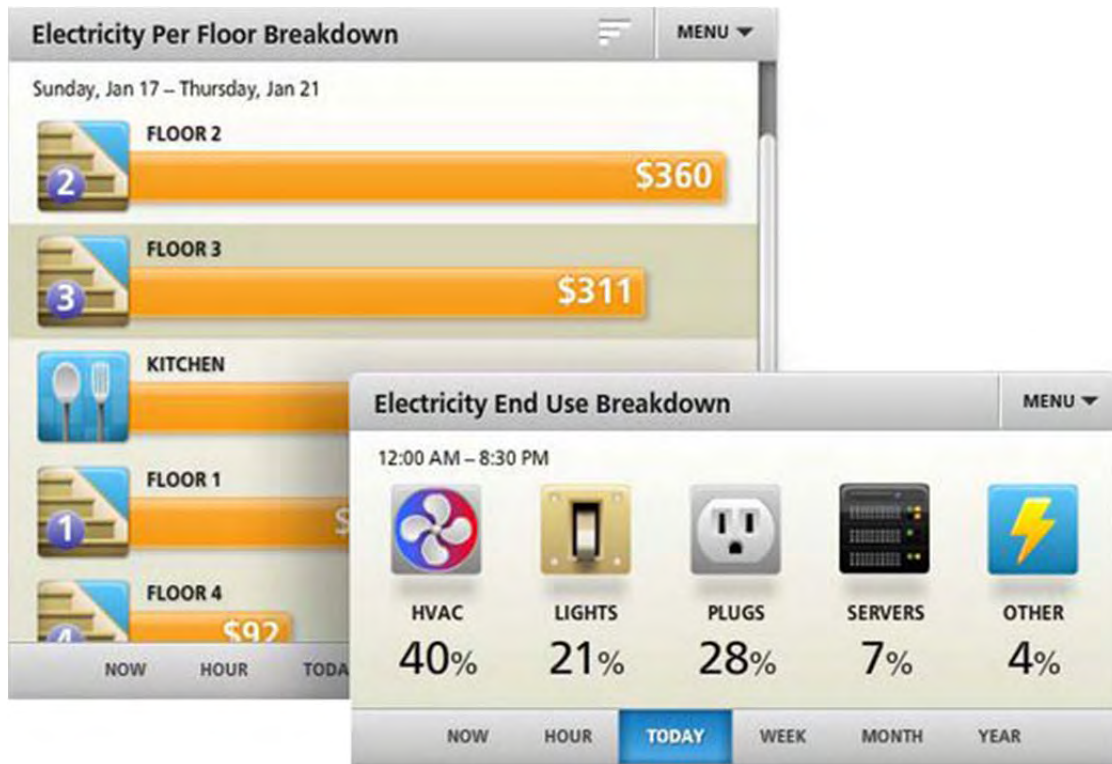 Electricity Per Floor Breakdown
MENU
Sunday, Jan 17 – Thursday, Jan 21
FLOOR 2
2
$360
FLOOR 3
3
$311
KITCHEN
FLOOR 1
1
$
FLOOR 4
4
$92
NOW HOUR
Electricity End Use Breakdown
MENU
12:00 AM – 8:30 PM
HVAC LIGHTS PLUGS SERVERS OTHER
40% 21% 28% 7% 4%
NOW HOUR TODAY WEEK MONTH YEAR